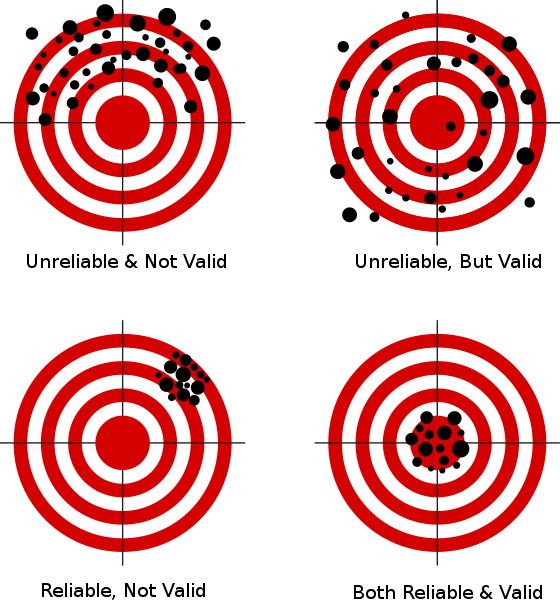 Unreliable & Not Valid
Unreliable, But Valid
Reliable, Not Valid
Both Reliable & Valid